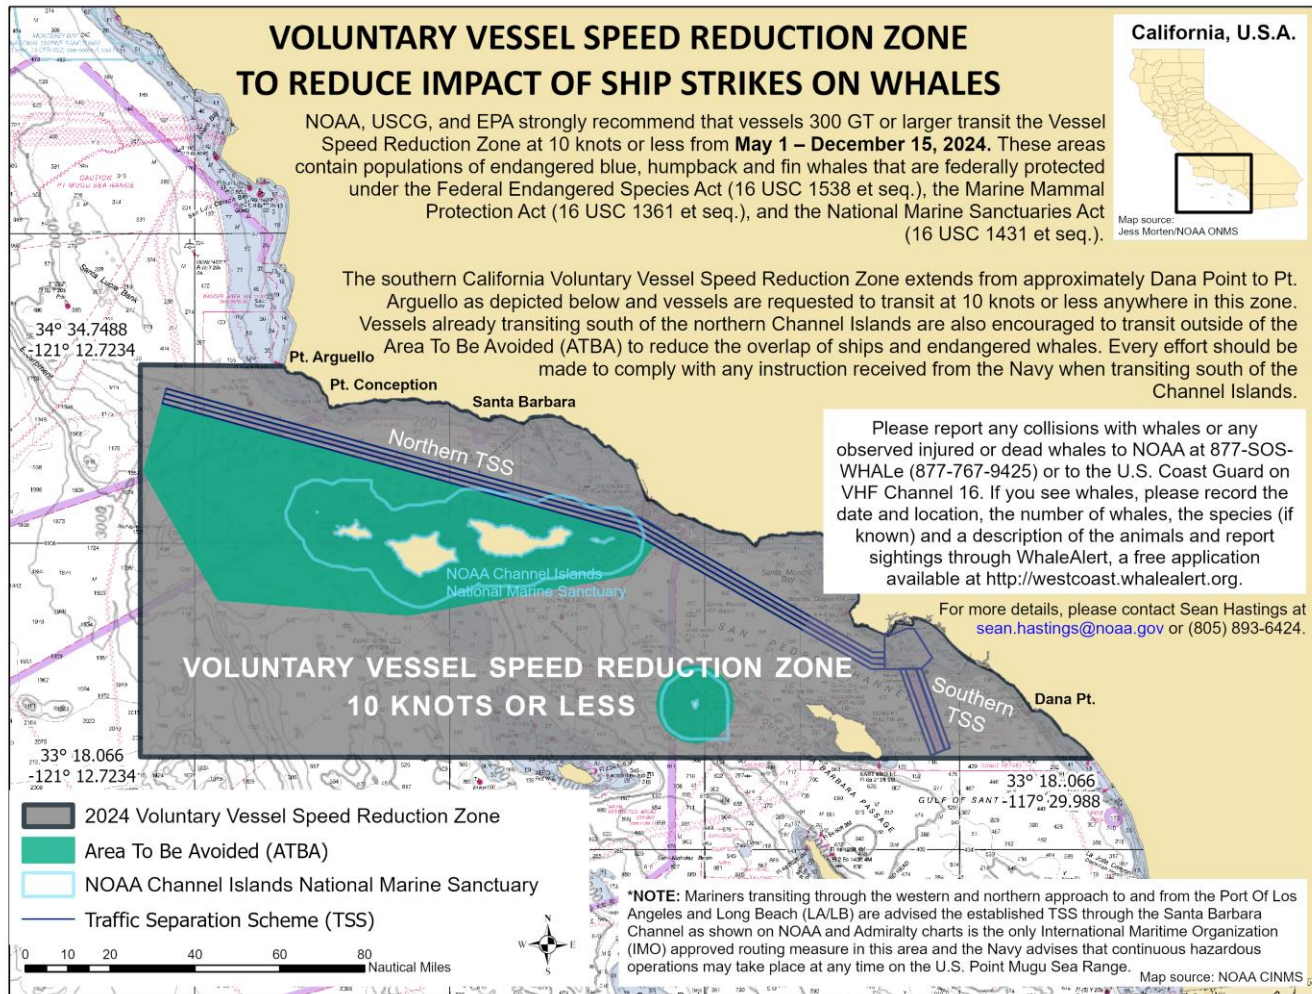 VOLUNTARY VESSEL SPEED REDUCTION ZONE
TO REDUCE IMPACT OF SHIP STRIKES ON WHALES
NOAA, USCG, and EPA strongly recommend that vessels 300 GT or larger transit the Vessel
Speed Reduction Zone at 10 knots or less from May 1 – December 15, 2024. These areas
contain populations of endangered blue, humpback and fin whales that are federally protected
under the Federal Endangered Species Act (16 USC 1538 et seq.), the Marine Mammal
Protection Act (16 USC 1361 et seq.), and the National Marine Sanctuaries Act
(16 USC 1431 et seq.).
California, U.S.A.
Map source:
Jess Morten/NOAA ONMS
The southern California Voluntary Vessel Speed Reduction Zone extends from approximately Dana Point to Pt.
Arguello as depicted below and vessels are requested to transit at 10 knots or less anywhere in this zone.
Vessels already transiting south of the northern Channel Islands are also encouraged to transit outside of the
Area To Be Avoided (ATBA) to reduce the overlap of ships and endangered whales. Every effort should be
made to comply with any instruction received from the Navy when transiting south of the
Channel Islands.
Please report any collisions with whales or any
observed injured or dead whales to NOAA at 877-SOS-
WHALe (877-767-9425) or to the U.S. Coast Guard on
VHF Channel 16. If you see whales, please record the
date and location, the number of whales, the species (if
known) and a description of the animals and report
sightings through WhaleAlert, a free application
available at http://westcoast.whalealert.org.
For more details, please contact Sean Hastings at
sean.hastings@noaa.gov or (805) 893-6424.
CAUTION
PT MUGU SEA RANGE
Santa Lucia Bank
34° 34.7488
-121° 12.7234
Pt. Arguello
Pt. Conception
Santa Barbara
Northern TSS
NOAA Channel Islands
National Marine Sanctuary
VOLUNTARY VESSEL SPEED REDUCTION ZONE
10 KNOTS OR LESS
Southern
TSS
Dana Pt.
33° 18.066
-121° 12.7234
33° 18.066
-117° 29.988
GULF OF SANT
2024 Voluntary Vessel Speed Reduction Zone
Area To Be Avoided (ATBA)
NOAA Channel Islands National Marine Sanctuary
Traffic Separation Scheme (TSS)
0 10 20 40 60 80
Nautical Miles
N
W E
S
*NOTE: Mariners transiting through the western and northern approach to and from the Port Of Los
Angeles and Long Beach (LA/LB) are advised the established TSS through the Santa Barbara
Channel as shown on NOAA and Admiralty charts is the only International Maritime Organization
(IMO) approved routing measure in this area and the Navy advises that continuous hazardous
operations may take place at any time on the U.S. Point Mugu Sea Range.
Map source: NOAA CINMS